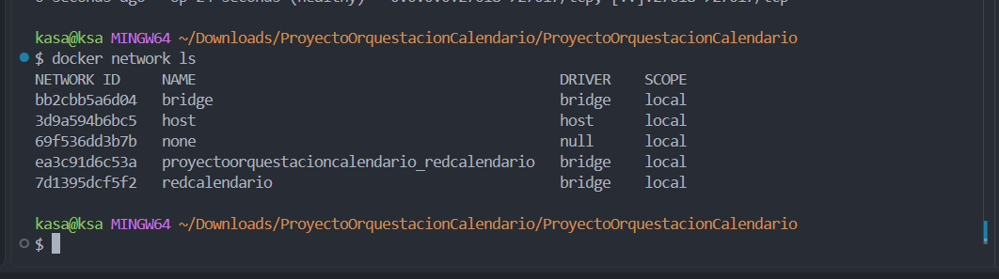 kasa@ksa MINGW64 ~/Downloads/ProyectoOrquestacionCalendario/ProyectoOrquestacionCalendario
$ docker network ls
NETWORK ID NAME DRIVER SCOPE
bb2cbb5a6d04 bridge bridge local
3d9a594b6bc5 host host local
69f536dd3b7b none null local
ea3c91d6c53a proyectoorquestacioncalendario_redcalendario bridge local
7d1395dcf5f2 redcalendario bridge local
kasa@ksa MINGW64 ~/Downloads/ProyectoOrquestacionCalendario/ProyectoOrquestacionCalendario
$